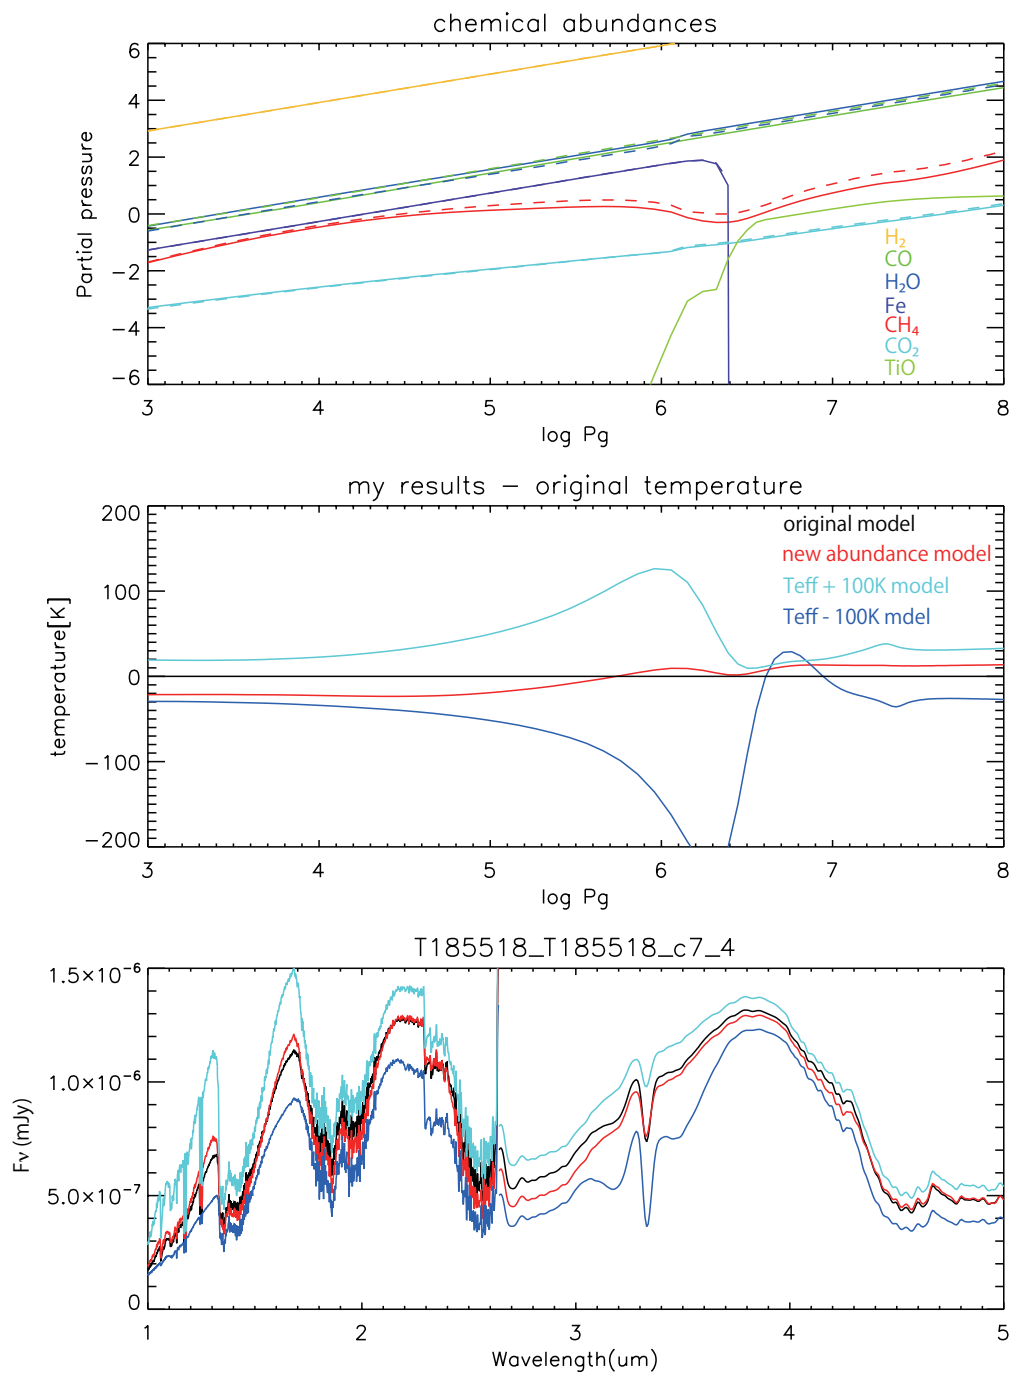 chemical abundances
6
4
2
0
−2
−4
−6
Partial pressure
H₂
CO
H₂O
Fe
CH₄
CO₂
TiO
3 4 5 6 7 8
log Pg
my results − original temperature
200
100
0
−100
−200
temperature[K]
original model
new abundance model
Teff + 100K model
Teff - 100K mdel
3 4 5 6 7 8
log Pg
T185518_T185518_c7_4
1.5×10⁻⁶
1.0×10⁻⁶
5.0×10⁻⁷
0
Fν (mJy)
1 2 3 4 5
Wavelength(um)